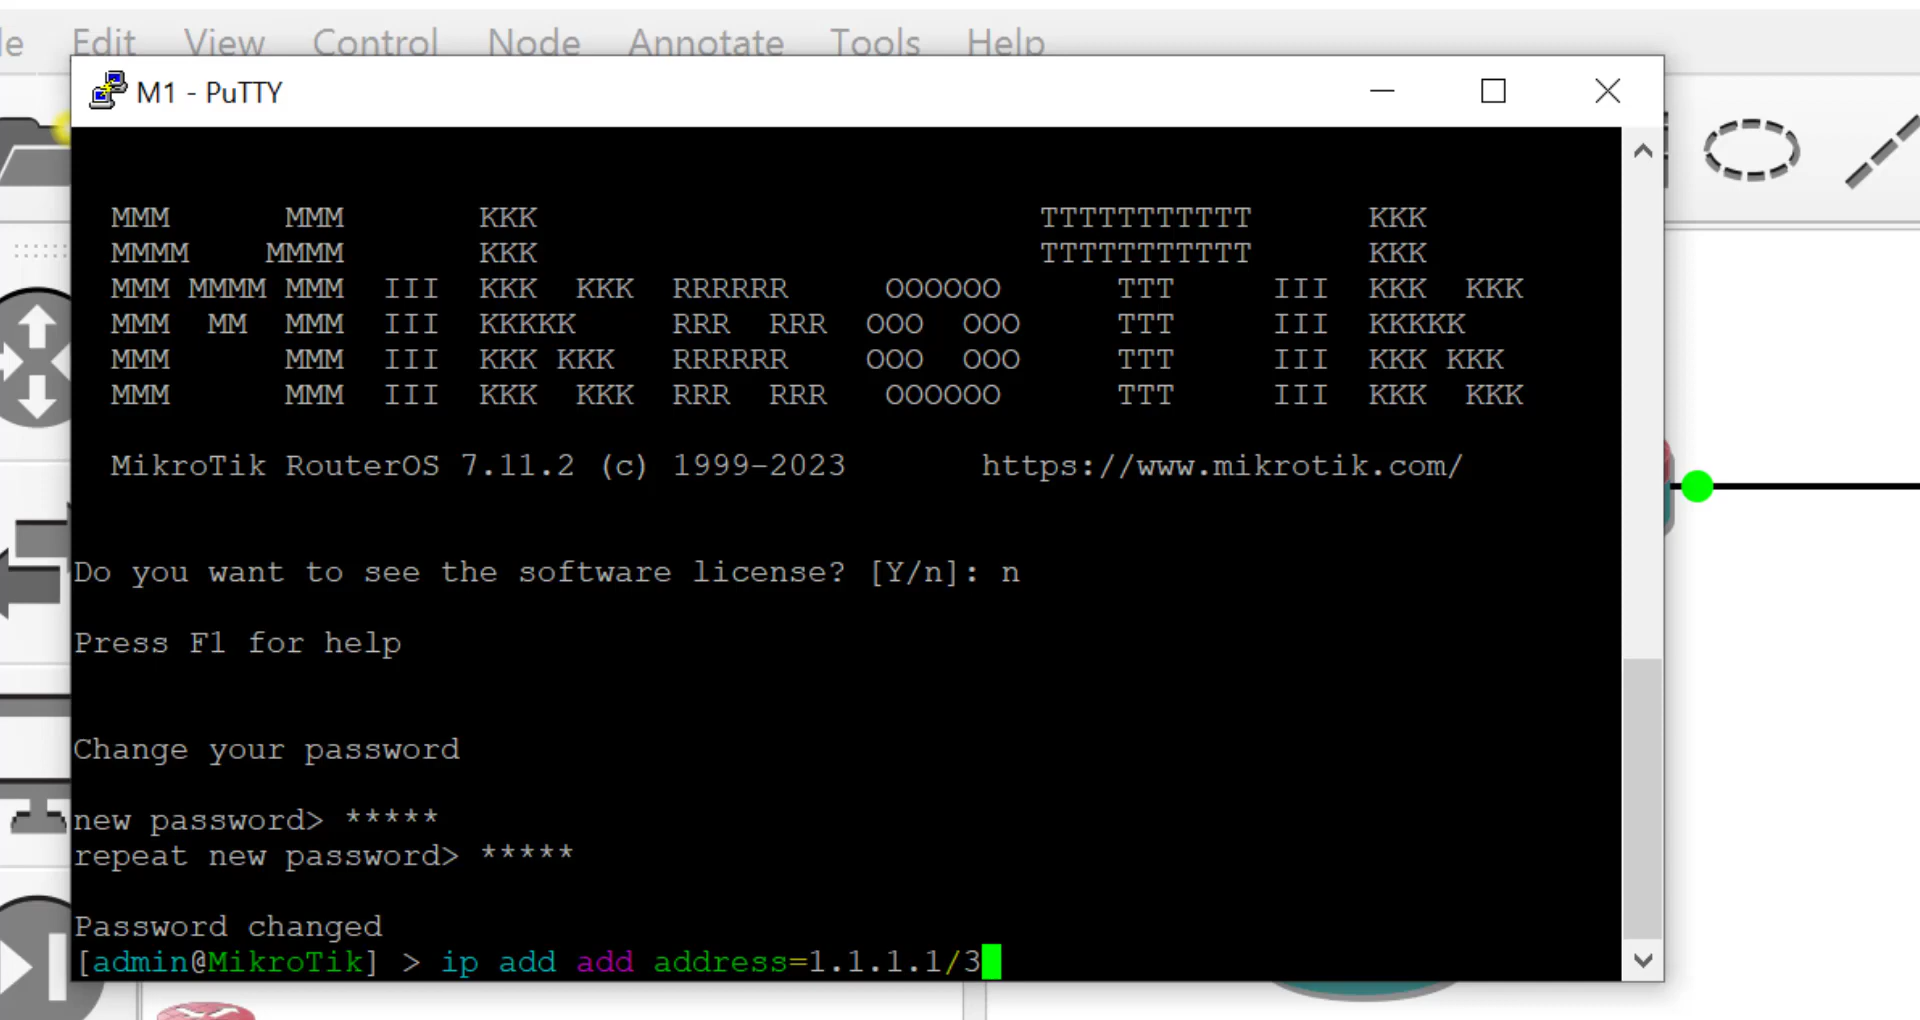 le Edit View Control Node Annotate Tools Help
M1 - PuTTY
MMM      MMM       KKK                          TTTTTTTTTTT      KKK
MMMM    MMMM       KKK                          TTTTTTTTTTT      KKK
MMM MMMM MMM  III  KKK  KKK  RRRRRR     OOOOOO      TTT     III  KKK  KKK
MMM  MM  MMM  III  KKKKK     RRR  RRR  OOO  OOO     TTT     III  KKKKK
MMM      MMM  III  KKK KKK   RRRRRR    OOO  OOO     TTT     III  KKK KKK
MMM      MMM  III  KKK  KKK  RRR  RRR   OOOOOO      TTT     III  KKK  KKK
MikroTik RouterOS 7.11.2 (c) 1999-2023       https://www.mikrotik.com/
Do you want to see the software license? [Y/n]: n
Press F1 for help
Change your password
new password> *****
repeat new password> *****
Password changed
[admin@MikroTik] > ip add add address=1.1.1.1/3